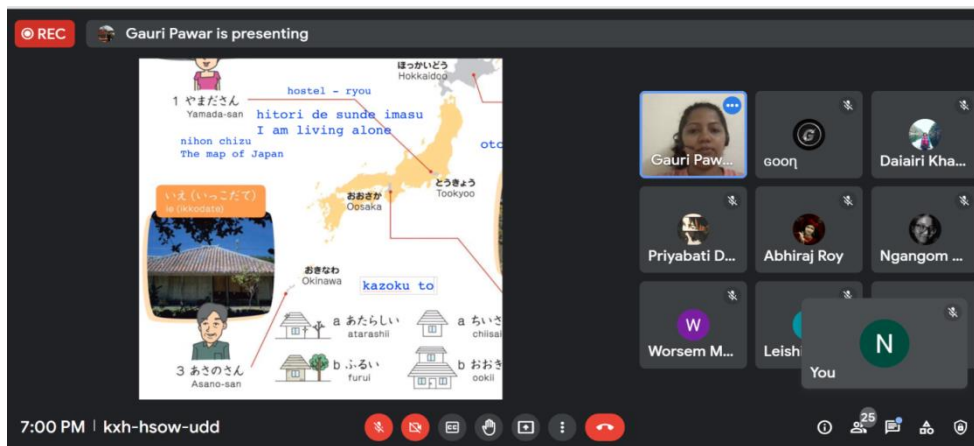 REC
Gauri Pawar is presenting
ほっかいどう
Hokkaidoo
hostel - ryou
1 やまださん
Yamada-san
hitori de sunde imasu
I am living alone
nihon chizu
The map of Japan
oto
とうきょう
Tookyoo
おおさか
Oosaka
いえ(いっこだて)
ie (ikkodate)
おきなわ
Okinawa
kazoku to
a あたらしい
atarashii
a ちいさ
chiisai
b ふるい
furui
b おおき
ookii
3 あさのさん
Asano-san
Gauri Paw...
G
GOOꞐ
Daiairi Kha...
Priyabati D...
Abhiraj Roy
Ngangom ...
W
Worsem M...
Leishi
N
You
7:00 PM | kxh-hsow-udd
CC
25